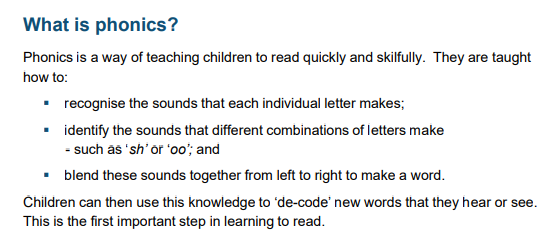 What is phonics?
Phonics is a way of teaching children to read quickly and skilfully.  They are taught
how to:
▪ recognise the sounds that each individual letter makes;
▪ identify the sounds that different combinations of letters make
- such as ‘sh’ or ‘oo’; and
▪ blend these sounds together from left to right to make a word.
Children can then use this knowledge to ‘de-code’ new words that they hear or see.
This is the first important step in learning to read.